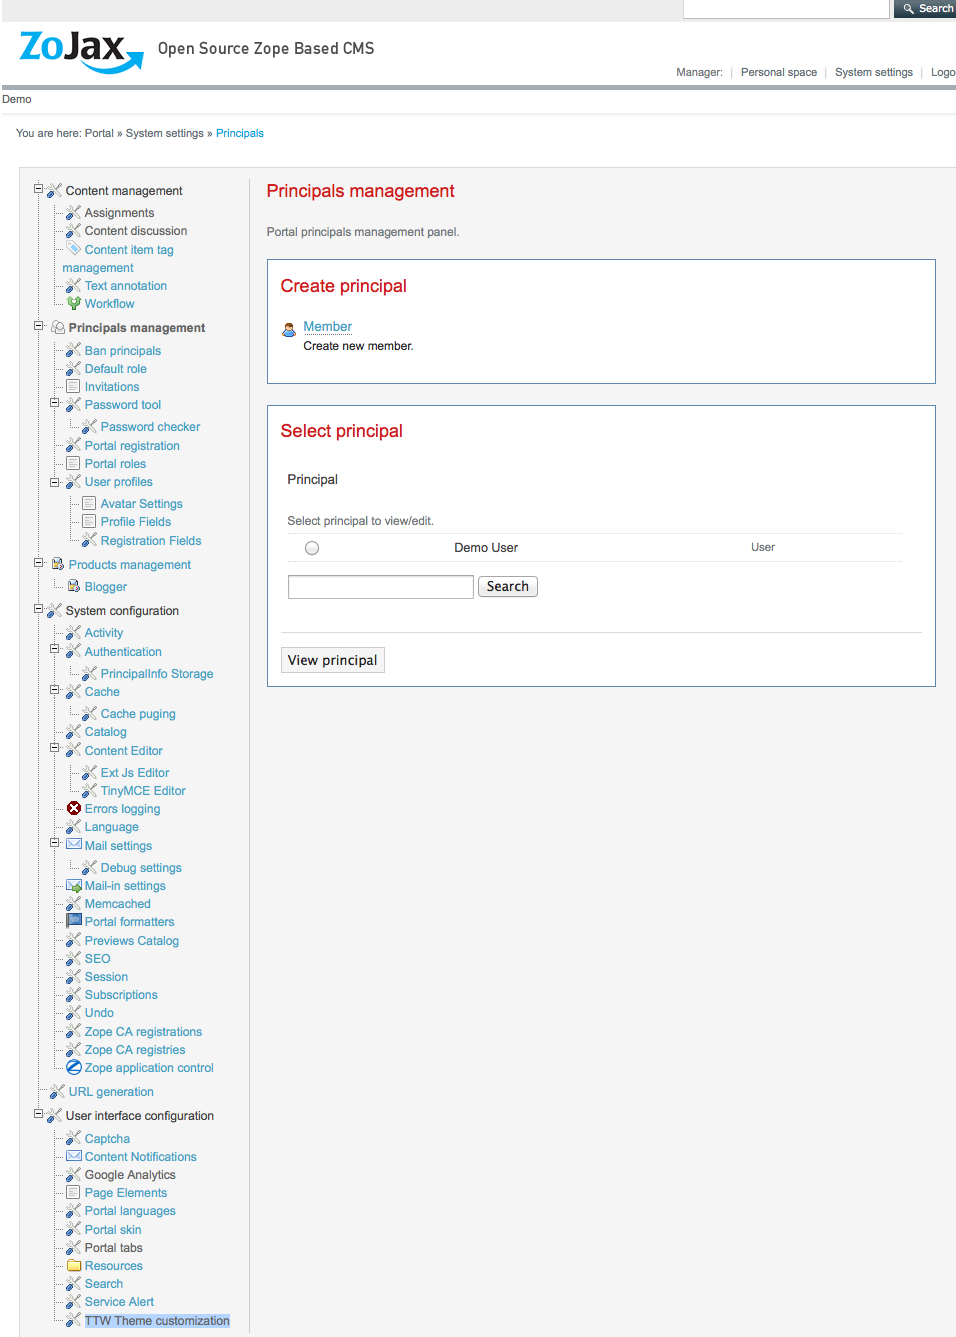 Search
ZoJax Open Source Zope Based CMS
Manager: Personal space System settings Logo
Demo
You are here: Portal » System settings » Principals
Content management
Assignments
Content discussion
Content item tag
management
Text annotation
Workflow
Principals management
Ban principals
Default role
Invitations
Password tool
Password checker
Portal registration
Portal roles
User profiles
Avatar Settings
Profile Fields
Registration Fields
Products management
Blogger
System configuration
Activity
Authentication
PrincipalInfo Storage
Cache
Cache puging
Catalog
Content Editor
Ext Js Editor
TinyMCE Editor
Errors logging
Language
Mail settings
Debug settings
Mail-in settings
Memcached
Portal formatters
Previews Catalog
SEO
Session
Subscriptions
Undo
Zope CA registrations
Zope CA registries
Zope application control
URL generation
User interface configuration
Captcha
Content Notifications
Google Analytics
Page Elements
Portal languages
Portal skin
Portal tabs
Resources
Search
Service Alert
TTW Theme customization
Principals management
Portal principals management panel.
Create principal
Member
Create new member.
Select principal
Principal
Select principal to view/edit.
Demo User User
Search
View principal